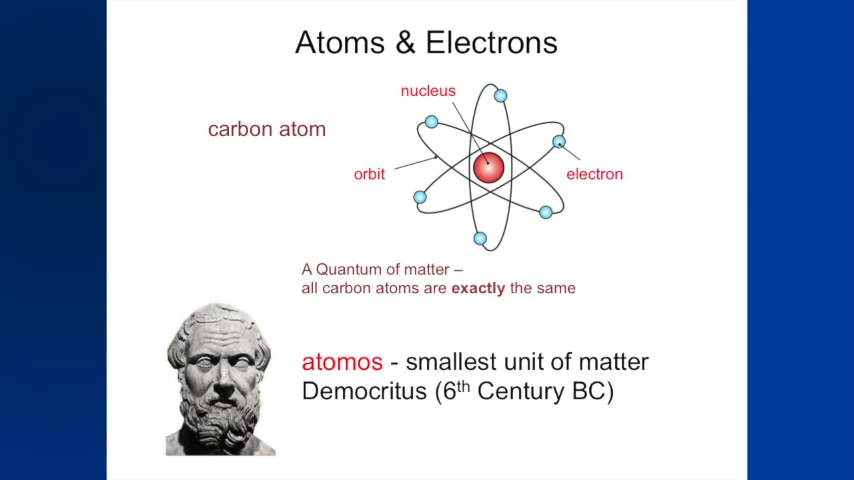 Atoms & Electrons
nucleus
carbon atom
orbit
electron
A Quantum of matter –
all carbon atoms are exactly the same
atomos - smallest unit of matter
Democritus (6th Century BC)